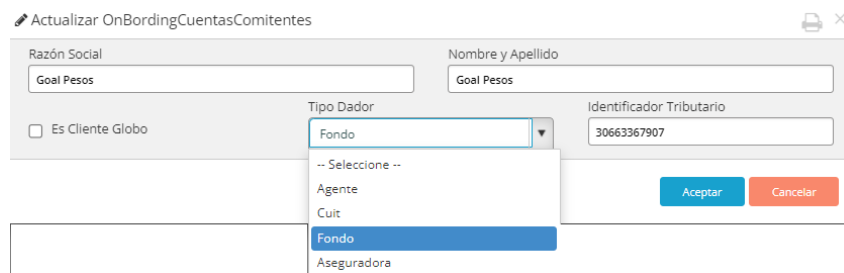 Actualizar OnBordingCuentasComitentes
Razón Social
Nombre y Apellido
Goal Pesos
Goal Pesos
Tipo Dador
Identificador Tributario
Es Cliente Globo
Fondo
30663367907
-- Seleccione --
Agente
Cuit
Fondo
Aseguradora
Aceptar
Cancelar